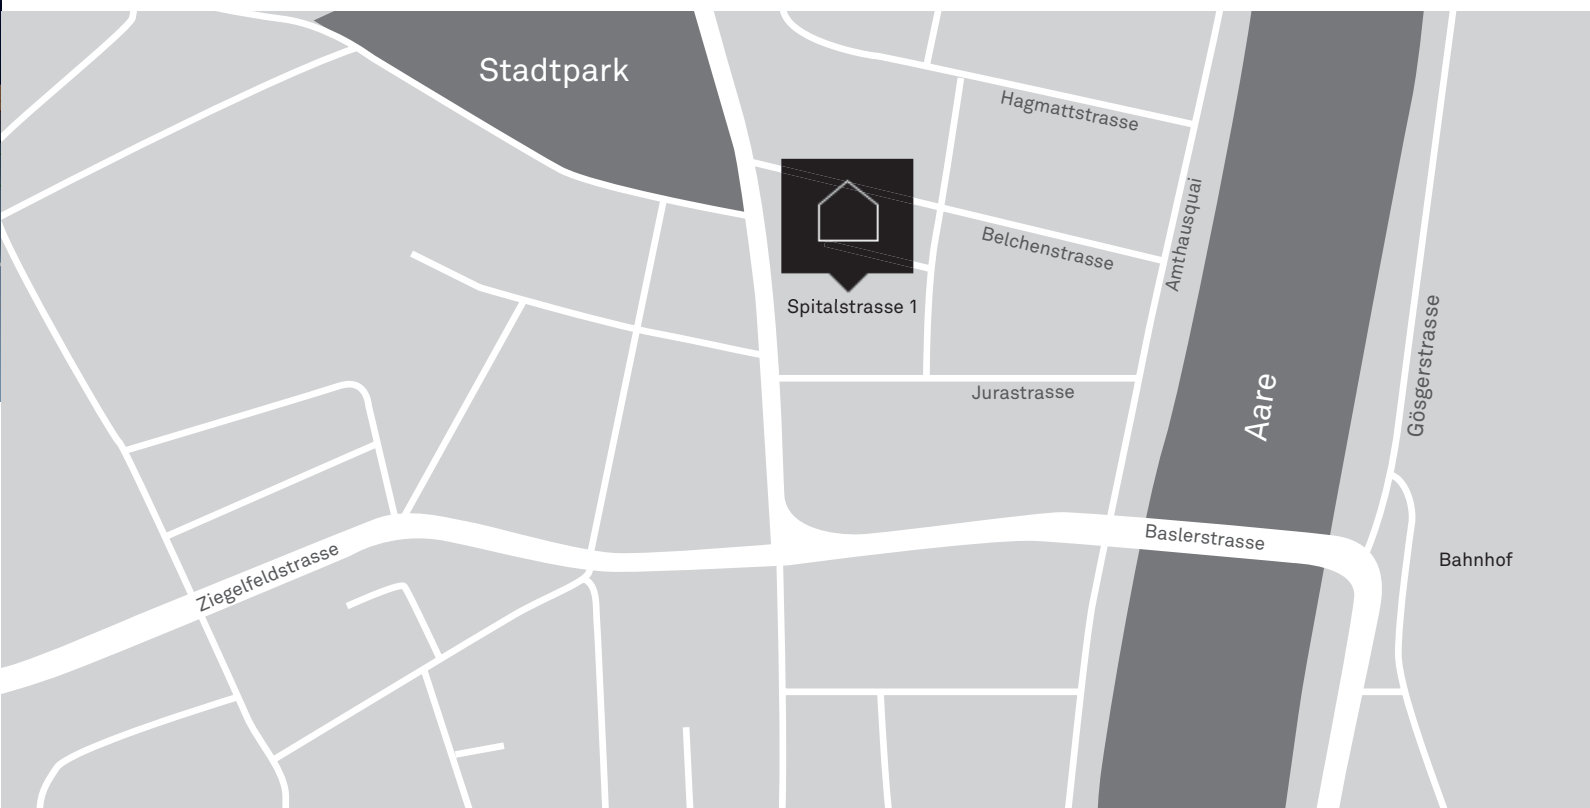 Stadtpark
Hagmattstrasse
Amthausquai
Belchenstrasse
Spitalstrasse 1
Gösgerstrasse
Jurastrasse
Aare
Baslerstrasse
Ziegelfeldstrasse
Bahnhof